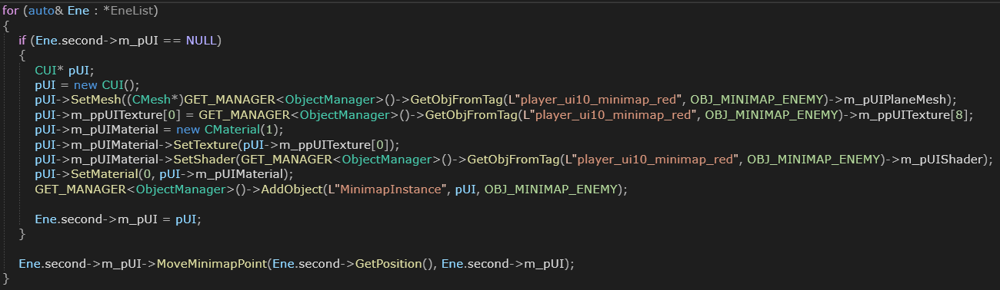 for (auto& Ene : *EneList)
{
if (Ene.second->m_pUI == NULL)
{
CUI* pUI;
pUI = new CUI();
pUI->SetMesh((CMesh*)GET_MANAGER<ObjectManager>()->GetObjFromTag(L"player_ui10_minimap_red", OBJ_MINIMAP_ENEMY)->m_pUIPlaneMesh);
pUI->m_ppUITexture[0] = GET_MANAGER<ObjectManager>()->GetObjFromTag(L"player_ui10_minimap_red", OBJ_MINIMAP_ENEMY)->m_ppUITexture[8];
pUI->m_pUIMaterial = new CMaterial(1);
pUI->m_pUIMaterial->SetTexture(pUI->m_ppUITexture[0]);
pUI->m_pUIMaterial->SetShader(GET_MANAGER<ObjectManager>()->GetObjFromTag(L"player_ui10_minimap_red", OBJ_MINIMAP_ENEMY)->m_pUIShader);
pUI->SetMaterial(0, pUI->m_pUIMaterial);
GET_MANAGER<ObjectManager>()->AddObject(L"MinimapInstance", pUI, OBJ_MINIMAP_ENEMY);
Ene.second->m_pUI = pUI;
}
Ene.second->m_pUI->MoveMinimapPoint(Ene.second->GetPosition(), Ene.second->m_pUI);
}